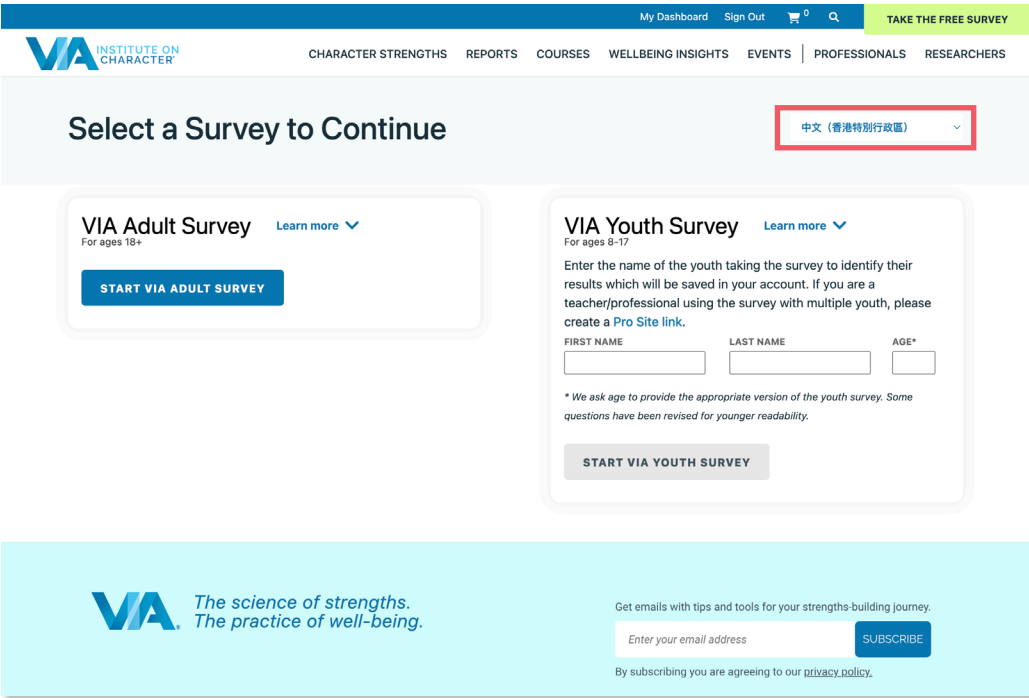 My Dashboard Sign Out 0 TAKE THE FREE SURVEY
VIA INSTITUTE ON CHARACTER
CHARACTER STRENGTHS REPORTS COURSES WELLBEING INSIGHTS EVENTS PROFESSIONALS RESEARCHERS
Select a Survey to Continue
中文（香港特別行政區）
VIA Adult Survey Learn more
For ages 18+
START VIA ADULT SURVEY
VIA Youth Survey Learn more
For ages 8-17
Enter the name of the youth taking the survey to identify their
results which will be saved in your account. If you are a
teacher/professional using the survey with multiple youth, please
create a Pro Site link.
FIRST NAME LAST NAME AGE*
* We ask age to provide the appropriate version of the youth survey. Some
questions have been revised for younger readability.
START VIA YOUTH SURVEY
VIA. The science of strengths.
The practice of well-being.
Get emails with tips and tools for your strengths-building journey.
Enter your email address SUBSCRIBE
By subscribing you are agreeing to our privacy policy.